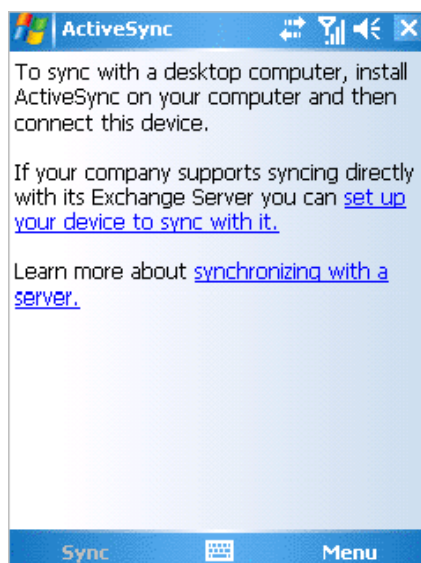 ActiveSync
To sync with a desktop computer, install
ActiveSync on your computer and then
connect this device.
If your company supports syncing directly
with its Exchange Server you can set up
your device to sync with it.
Learn more about synchronizing with a
server.
Sync Menu